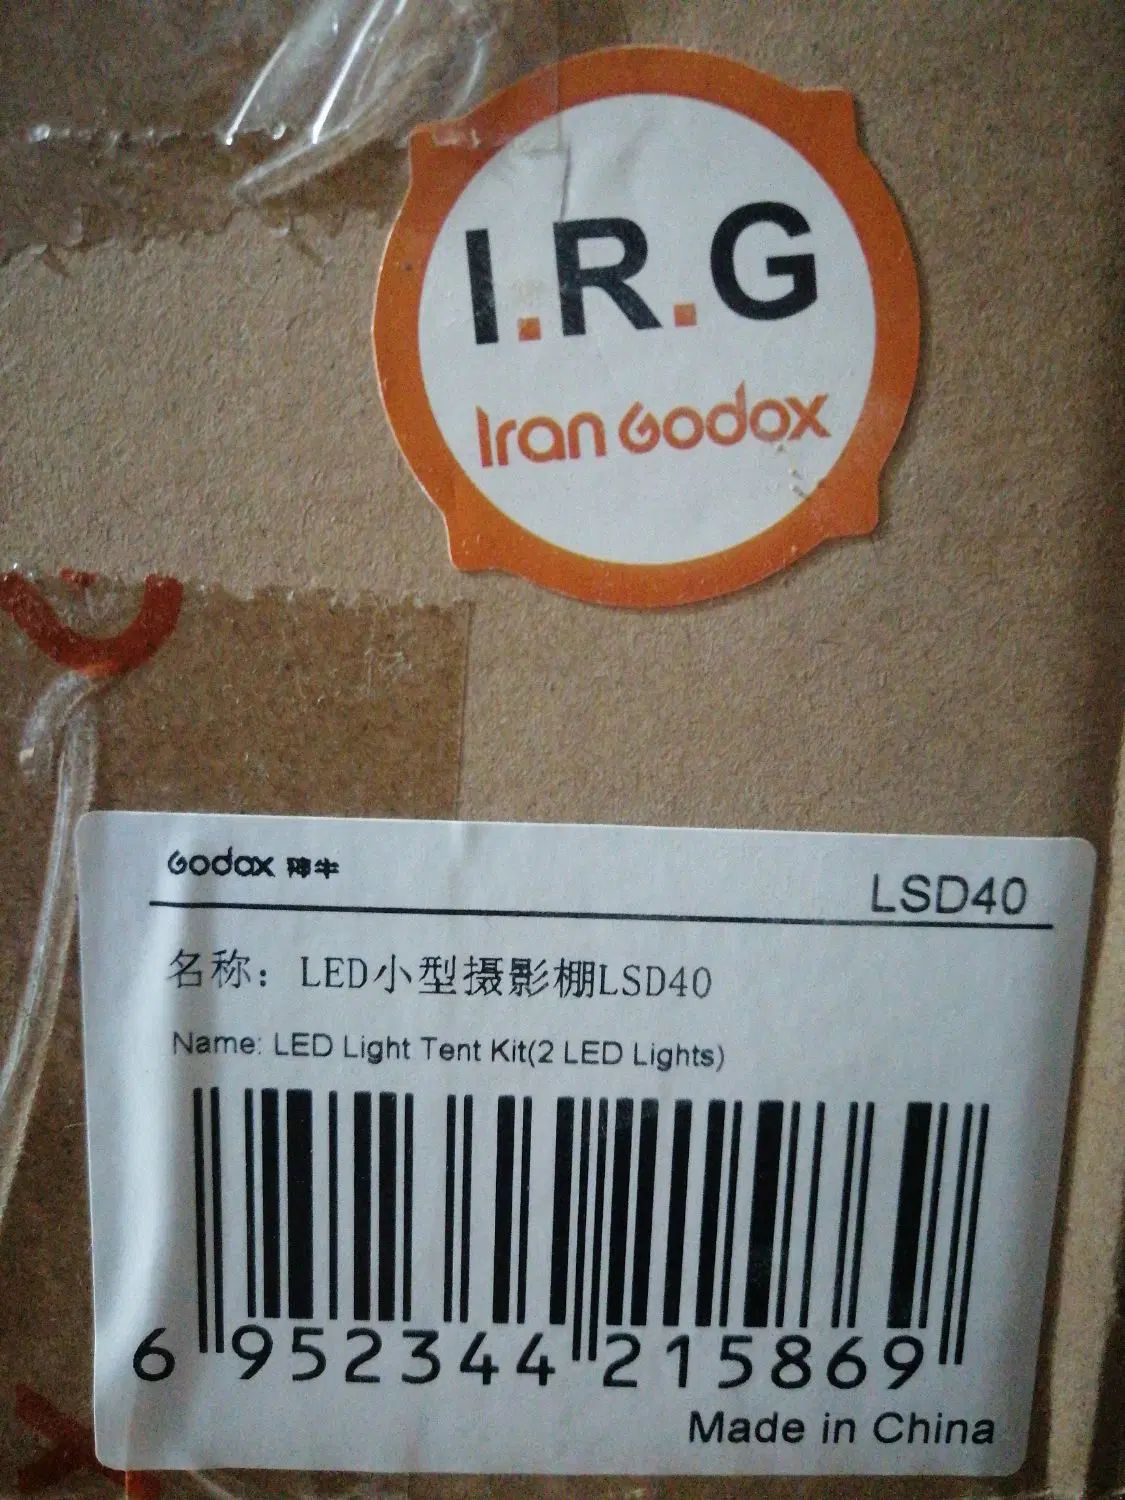 I.R.G
Iran Godox
Godox 神牛
LSD40
名称：LED小型摄影棚LSD40
Name: LED Light Tent Kit(2 LED Lights)
6 952344 215869
Made in China